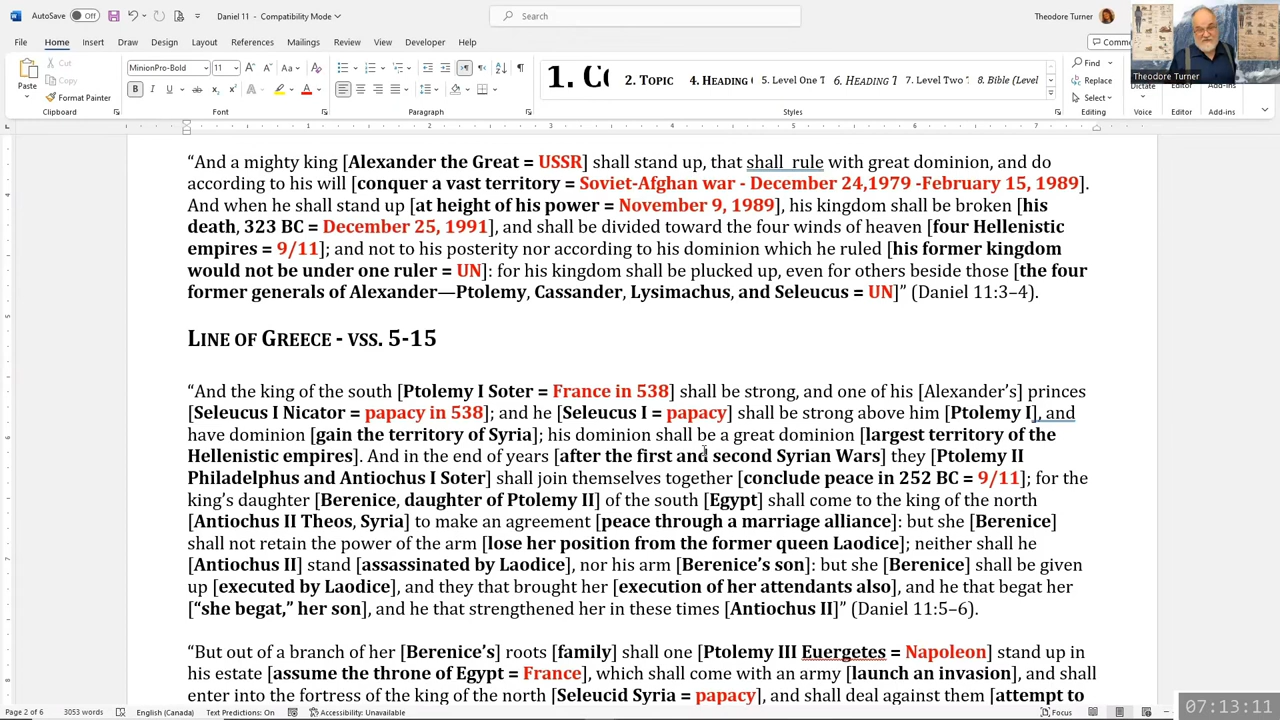 AutoSave Off Daniel 11 - Compatibility Mode Search Theodore Turner
File Home Insert Draw Design Layout References Mailings Review View Developer Help
Theodore Turner
Paste Cut Copy Format Painter Clipboard
MinionPro-Bold 11 Font
Paragraph
1. 2. TOPIC 4. HEADING 5. Level One 6. HEADING 7. Level Two 8. Bible (Level Styles
Find Replace Select Editing
Dictate Voice Editor Editor Add-ins Add-ins
“And a mighty king [Alexander the Great = USSR] shall stand up, that shall rule with great dominion, and do
according to his will [conquer a vast territory = Soviet-Afghan war - December 24,1979 -February 15, 1989].
And when he shall stand up [at height of his power = November 9, 1989], his kingdom shall be broken [his
death, 323 BC = December 25, 1991], and shall be divided toward the four winds of heaven [four Hellenistic
empires = 9/11]; and not to his posterity nor according to his dominion which he ruled [his former kingdom
would not be under one ruler = UN]: for his kingdom shall be plucked up, even for others beside those [the four
former generals of Alexander—Ptolemy, Cassander, Lysimachus, and Seleucus = UN]” (Daniel 11:3–4).
LINE OF GREECE - VSS. 5-15
“And the king of the south [Ptolemy I Soter = France in 538] shall be strong, and one of his [Alexander’s] princes
[Seleucus I Nicator = papacy in 538]; and he [Seleucus I = papacy] shall be strong above him [Ptolemy I], and
have dominion [gain the territory of Syria]; his dominion shall be a great dominion [largest territory of the
Hellenistic empires]. And in the end of years [after the first and second Syrian Wars] they [Ptolemy II
Philadelphus and Antiochus I Soter] shall join themselves together [conclude peace in 252 BC = 9/11]; for the
king’s daughter [Berenice, daughter of Ptolemy II] of the south [Egypt] shall come to the king of the north
[Antiochus II Theos, Syria] to make an agreement [peace through a marriage alliance]: but she [Berenice]
shall not retain the power of the arm [lose her position from the former queen Laodice]; neither shall he
[Antiochus II] stand [assassinated by Laodice], nor his arm [Berenice’s son]: but she [Berenice] shall be given
up [executed by Laodice], and they that brought her [execution of her attendants also], and he that begat her
[“she begat,” her son], and he that strengthened her in these times [Antiochus II]” (Daniel 11:5–6).
“But out of a branch of her [Berenice’s] roots [family] shall one [Ptolemy III Euergetes = Napoleon] stand up in
his estate [assume the throne of Egypt = France], which shall come with an army [launch an invasion], and shall
enter into the fortress of the king of the north [Seleucid Syria = papacy], and shall deal against them [attempt to
Page 2 of 6 3053 words English (Canada) Text Predictions: On Accessibility: Unavailable Focus
07:13:11